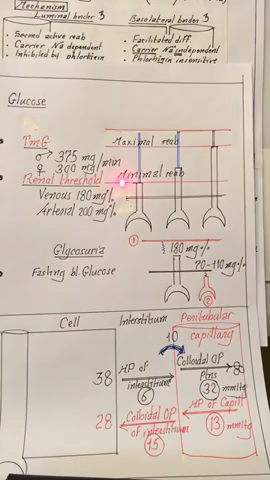 Mechanism
Luminal border 3
Basolateral border 3
• Second active reab
• Carrier Na dependent
• Inhibited by phlorizin
• Facilitated diff.
• Carrier Na independent
• Phlorizin insensitive
Glucose
TmG
♂ 375 mg/min
♀ 300 mg/min
Maximal reab
Renal threshold
Minimal reab
Venous 180 mg%
Arterial 200 mg%
①
Glycosuria
180 mg%
Fasting bl. Glucose
70-110 mg%
②
Cell
Interstitium
Peritubular
capillary
10
38
HP of
interstitium
6
Colloidal OP
Plns
32 mmHg
28
Colloidal OP
of interstitium
15
HP of Capill
13 mmHg